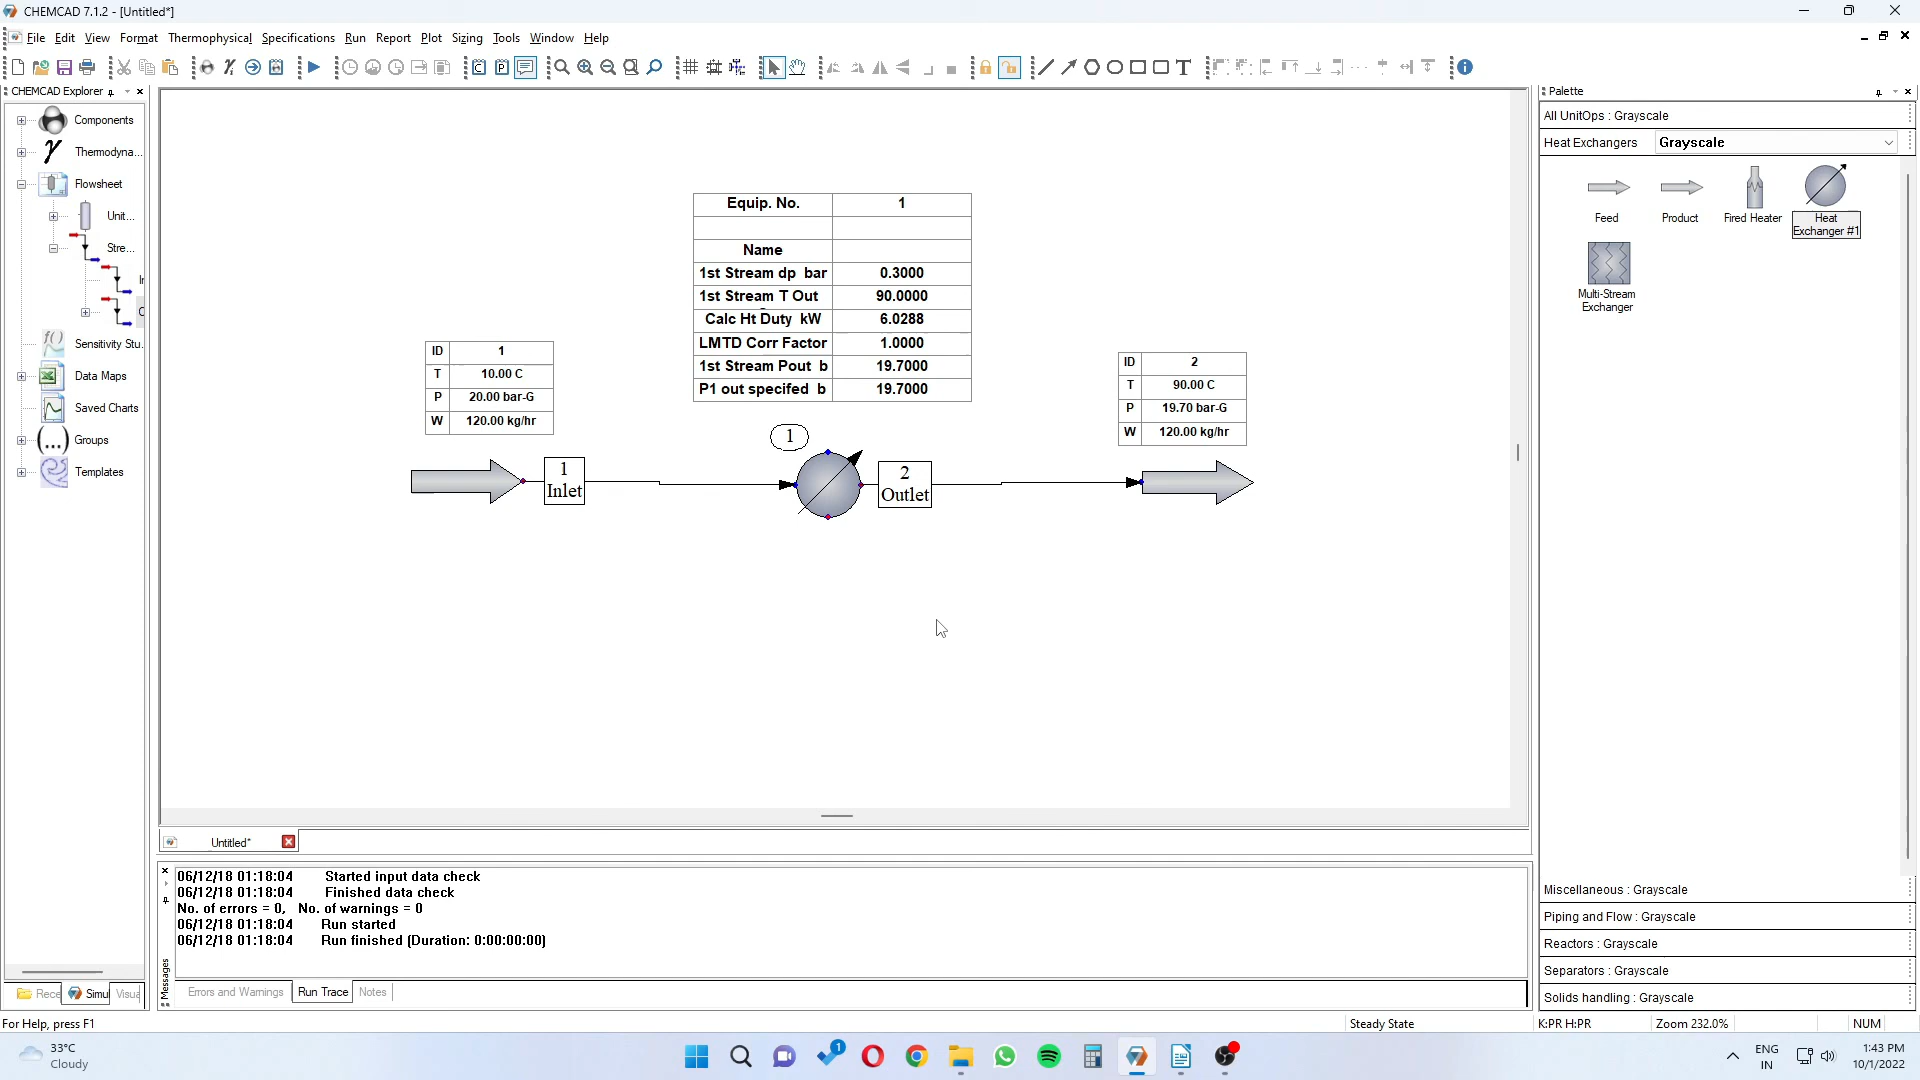 CHEMCAD 7.1.2 - [Untitled*]
File Edit View Format Thermophysical Specifications Run Report Plot Sizing Tools Window Help
CHEMCAD Explorer
Components
Thermodyna...
Flowsheet
Unit...
Stre...
Sensitivity Stu.
Data Maps
Saved Charts
Groups
Templates
Rece Simu Visua
Equip. No. 1
Name
1st Stream dp bar 0.3000
1st Stream T Out 90.0000
Calc Ht Duty kW 6.0288
LMTD Corr Factor 1.0000
1st Stream Pout b 19.7000
P1 out specifed b 19.7000
ID 1
T 10.00 C
P 20.00 bar-G
W 120.00 kg/hr
ID 2
T 90.00 C
P 19.70 bar-G
W 120.00 kg/hr
1
1
Inlet
2
Outlet
Untitled*
06/12/18 01:18:04 Started input data check
06/12/18 01:18:04 Finished data check
No. of errors = 0, No. of warnings = 0
06/12/18 01:18:04 Run started
06/12/18 01:18:04 Run finished (Duration: 0:00:00:00)
Messages
Errors and Warnings Run Trace Notes
Palette
All UnitOps : Grayscale
Heat Exchangers Grayscale
Feed Product Fired Heater Heat
Exchanger #1
Multi-Stream
Exchanger
Miscellaneous : Grayscale
Piping and Flow : Grayscale
Reactors : Grayscale
Separators : Grayscale
Solids handling : Grayscale
For Help, press F1 Steady State K:PR H:PR Zoom 232.0% NUM
33°C
Cloudy
1
ENG
IN
1:43 PM
10/1/2022